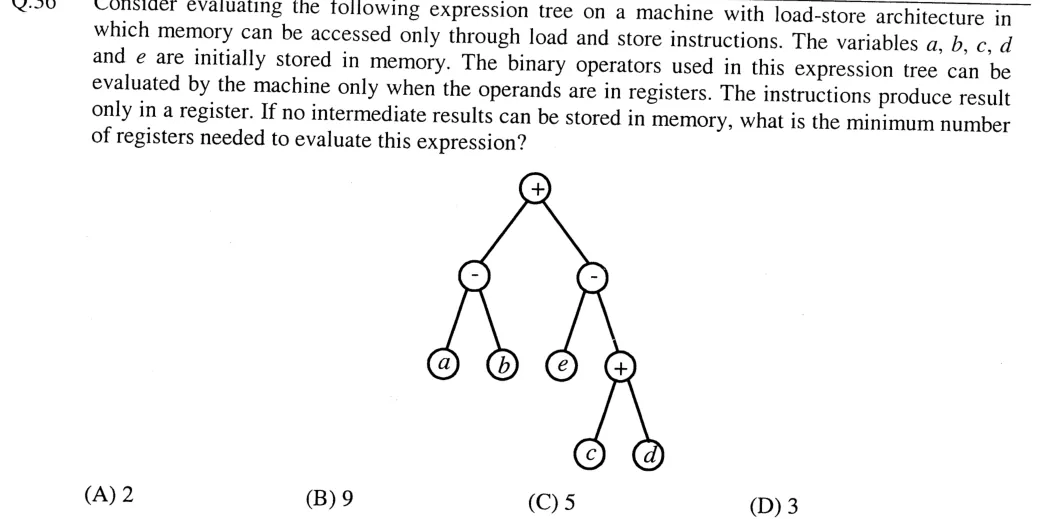 Q.36 Consider evaluating the following expression tree on a machine with load-store architecture in
which memory can be accessed only through load and store instructions. The variables a, b, c, d
and e are initially stored in memory. The binary operators used in this expression tree can be
evaluated by the machine only when the operands are in registers. The instructions produce result
only in a register. If no intermediate results can be stored in memory, what is the minimum number
of registers needed to evaluate this expression?
+
- -
a b e +
c d
(A) 2 (B) 9 (C) 5 (D) 3